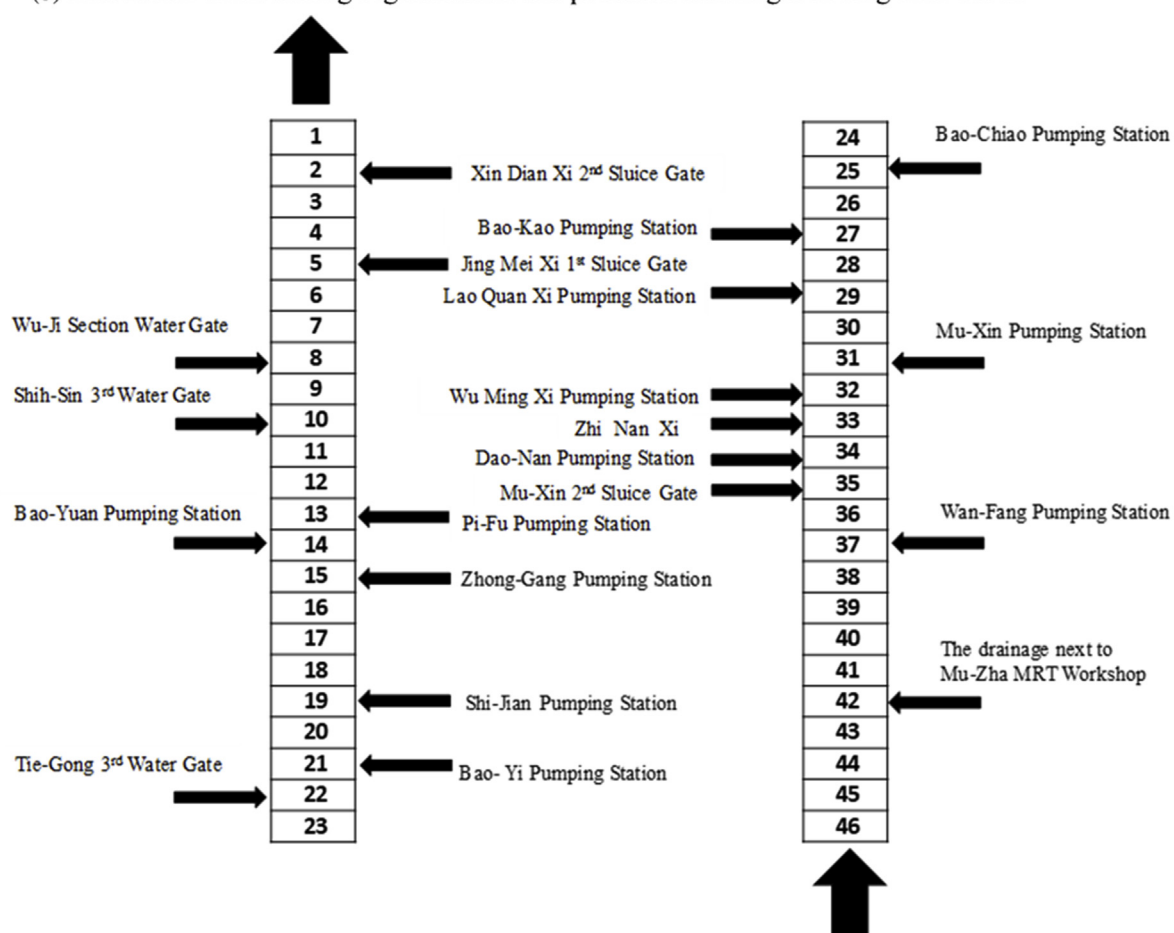 1
2
3
4
5
6
7
8
9
10
11
12
13
14
15
16
17
18
19
20
21
22
23
Wu-Ji Section Water Gate
Shih-Sin 3rd Water Gate
Bao-Yuan Pumping Station
Tie-Gong 3rd Water Gate
Xin Dian Xi 2nd Sluice Gate
Jing Mei Xi 1st Sluice Gate
Pi-Fu Pumping Station
Zhong-Gang Pumping Station
Shi-Jian Pumping Station
Bao- Yi Pumping Station
24
25
26
27
28
29
30
31
32
33
34
35
36
37
38
39
40
41
42
43
44
45
46
Bao-Kao Pumping Station
Lao Quan Xi Pumping Station
Wu Ming Xi Pumping Station
Zhi Nan Xi
Dao-Nan Pumping Station
Mu-Xin 2nd Sluice Gate
Bao-Chiao Pumping Station
Mu-Xin Pumping Station
Wan-Fang Pumping Station
The drainage next to
Mu-Zha MRT Workshop